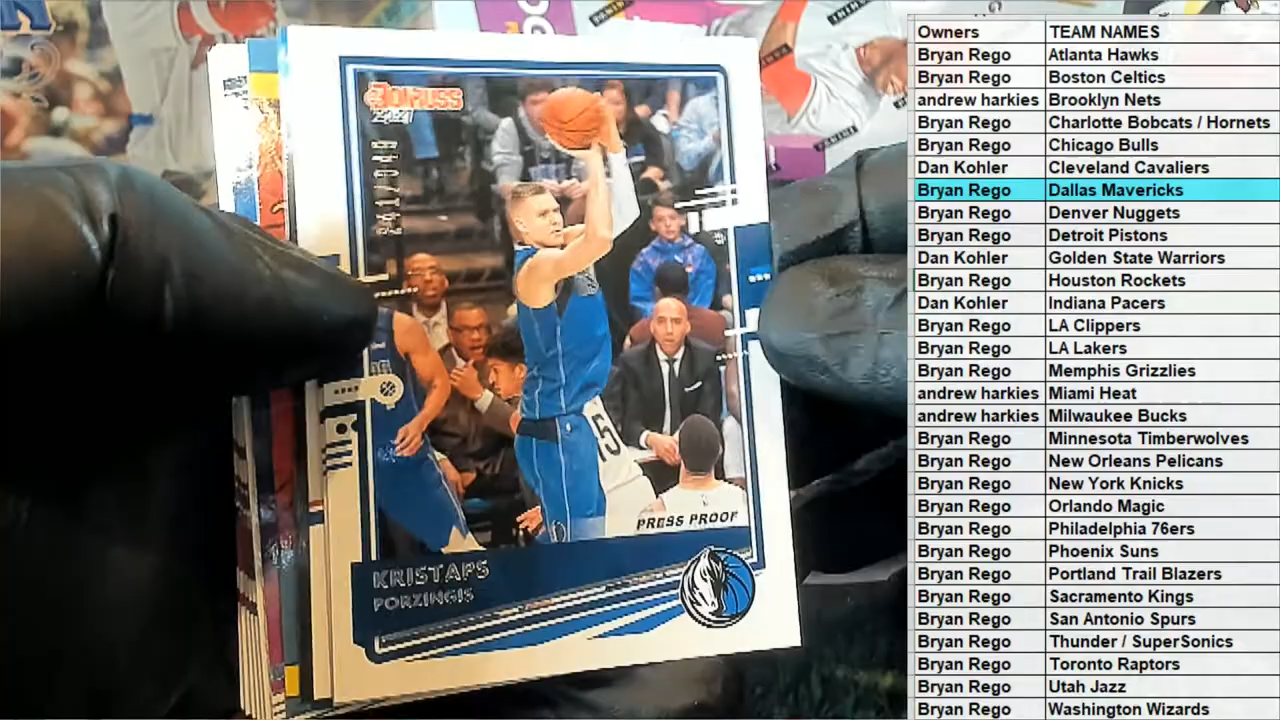 DONRUSS
KRISTAPS
PORZINGIS
PRESS PROOF
15
PANINI
PANINI
PANINI
PANINI
Owners TEAM NAMES
Bryan Rego Atlanta Hawks
Bryan Rego Boston Celtics
andrew harkies Brooklyn Nets
Bryan Rego Charlotte Bobcats / Hornets
Bryan Rego Chicago Bulls
Dan Kohler Cleveland Cavaliers
Bryan Rego Dallas Mavericks
Bryan Rego Denver Nuggets
Bryan Rego Detroit Pistons
Dan Kohler Golden State Warriors
Bryan Rego Houston Rockets
Dan Kohler Indiana Pacers
Bryan Rego LA Clippers
Bryan Rego LA Lakers
Bryan Rego Memphis Grizzlies
andrew harkies Miami Heat
andrew harkies Milwaukee Bucks
Bryan Rego Minnesota Timberwolves
Bryan Rego New Orleans Pelicans
Bryan Rego New York Knicks
Bryan Rego Orlando Magic
Bryan Rego Philadelphia 76ers
Bryan Rego Phoenix Suns
Bryan Rego Portland Trail Blazers
Bryan Rego Sacramento Kings
Bryan Rego San Antonio Spurs
Bryan Rego Thunder / SuperSonics
Bryan Rego Toronto Raptors
Bryan Rego Utah Jazz
Bryan Rego Washington Wizards